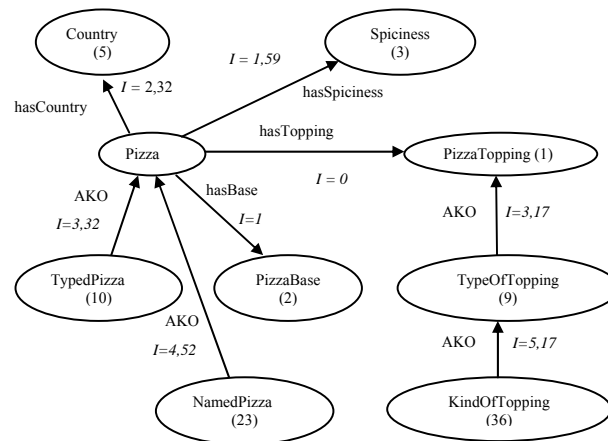 Country
(5)
Spiciness
(3)
I = 1,59
I = 2,32
hasSpiciness
hasCountry
hasTopping
Pizza
PizzaTopping (1)
I = 0
AKO
hasBase
I=3,32
I=1
AKO
I=3,17
TypedPizza
(10)
PizzaBase
(2)
TypeOfTopping
(9)
AKO
I=4,52
AKO
I=5,17
NamedPizza
(23)
KindOfTopping
(36)